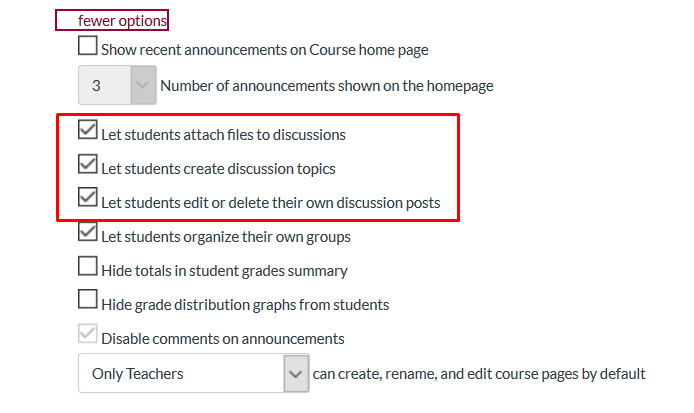 fewer options
Show recent announcements on Course home page
3 Number of announcements shown on the homepage
Let students attach files to discussions
Let students create discussion topics
Let students edit or delete their own discussion posts
Let students organize their own groups
Hide totals in student grades summary
Hide grade distribution graphs from students
Disable comments on announcements
Only Teachers can create, rename, and edit course pages by default